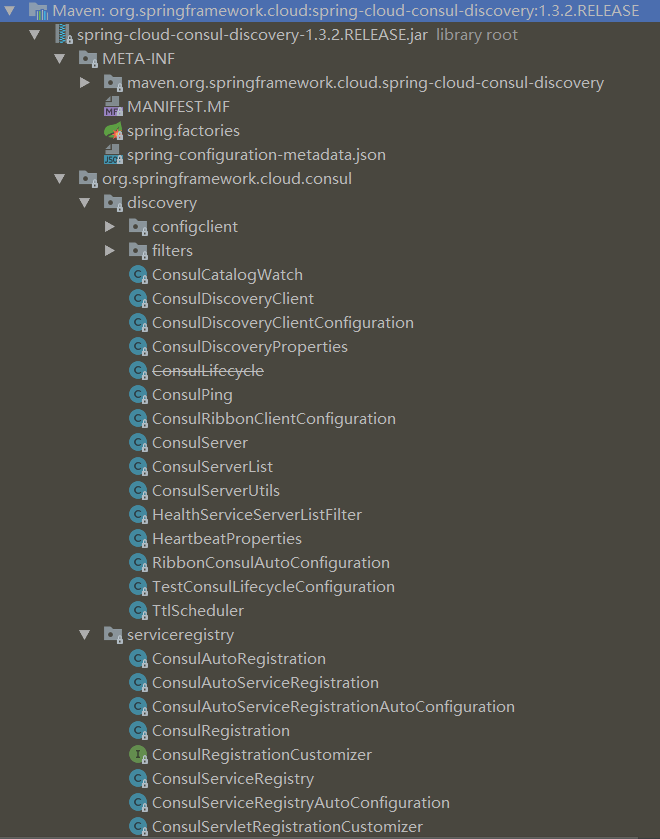 Maven: org.springframework.cloud:spring-cloud-consul-discovery:1.3.2.RELEASE
spring-cloud-consul-discovery-1.3.2.RELEASE.jar library root
META-INF
maven.org.springframework.cloud.spring-cloud-consul-discovery
MANIFEST.MF
spring.factories
spring-configuration-metadata.json
org.springframework.cloud.consul
discovery
configclient
filters
ConsulCatalogWatch
ConsulDiscoveryClient
ConsulDiscoveryClientConfiguration
ConsulDiscoveryProperties
ConsulLifecycle
ConsulPing
ConsulRibbonClientConfiguration
ConsulServer
ConsulServerList
ConsulServerUtils
HealthServiceServerListFilter
HeartbeatProperties
RibbonConsulAutoConfiguration
TestConsulLifecycleConfiguration
TtlScheduler
serviceregistry
ConsulAutoRegistration
ConsulAutoServiceRegistration
ConsulAutoServiceRegistrationAutoConfiguration
ConsulRegistration
ConsulRegistrationCustomizer
ConsulServiceRegistry
ConsulServiceRegistryAutoConfiguration
ConsulServletRegistrationCustomizer